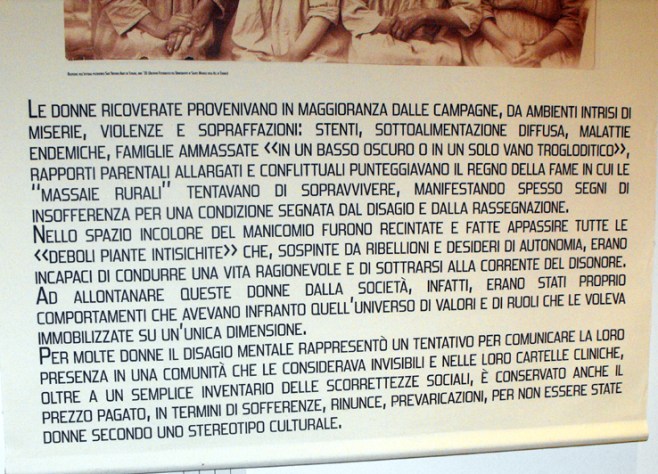 LE DONNE RICOVERATE PROVENIVANO IN MAGGIORANZA DALLE CAMPAGNE, DA AMBIENTI INTRISI DI
MISERIE, VIOLENZE E SOPRAFFAZIONI: STENTI, SOTTOALIMENTAZIONE DIFFUSA, MALATTIE
ENDEMICHE, FAMIGLIE AMMASSATE <<IN UN BASSO OSCURO O IN UN SOLO VANO TROGLODITICO>>,
RAPPORTI PARENTALI ALLARGATI E CONFLITTUALI PUNTEGGIAVANO IL REGNO DELLA FAME IN CUI LE
"MASSAIE RURALI" TENTAVANO DI SOPRAVVIVERE, MANIFESTANDO SPESSO SEGNI DI
INSOFFERENZA PER UNA CONDIZIONE SEGNATA DAL DISAGIO E DALLA RASSEGNAZIONE.
NELLO SPAZIO INCOLORE DEL MANICOMIO FURONO RECINTATE E FATTE APPASSIRE TUTTE LE
<<DEBOLI PIANTE INTISICHITE>> CHE, SOSPINTE DA RIBELLIONI E DESIDERI DI AUTONOMIA, ERANO
INCAPACI DI CONDURRE UNA VITA RAGIONEVOLE E DI SOTTRARSI ALLA CORRENTE DEL DISONORE.
AD ALLONTANARE QUESTE DONNE DALLA SOCIETÀ, INFATTI, ERANO STATI PROPRIO
COMPORTAMENTI CHE AVEVANO INFRANTO QUELL'UNIVERSO DI VALORI E DI RUOLI CHE LE VOLEVA
IMMOBILIZZATE SU UN'UNICA DIMENSIONE.
PER MOLTE DONNE IL DISAGIO MENTALE RAPPRESENTÒ UN TENTATIVO PER COMUNICARE LA LORO
PRESENZA IN UNA COMUNITÀ CHE LE CONSIDERAVA INVISIBILI E NELLE LORO CARTELLE CLINICHE,
OLTRE A UN SEMPLICE INVENTARIO DELLE SCORRETTEZZE SOCIALI, È CONSERVATO ANCHE IL
PREZZO PAGATO, IN TERMINI DI SOFFERENZE, RINUNCE, PREVARICAZIONI, PER NON ESSERE STATE
DONNE SECONDO UNO STEREOTIPO CULTURALE.